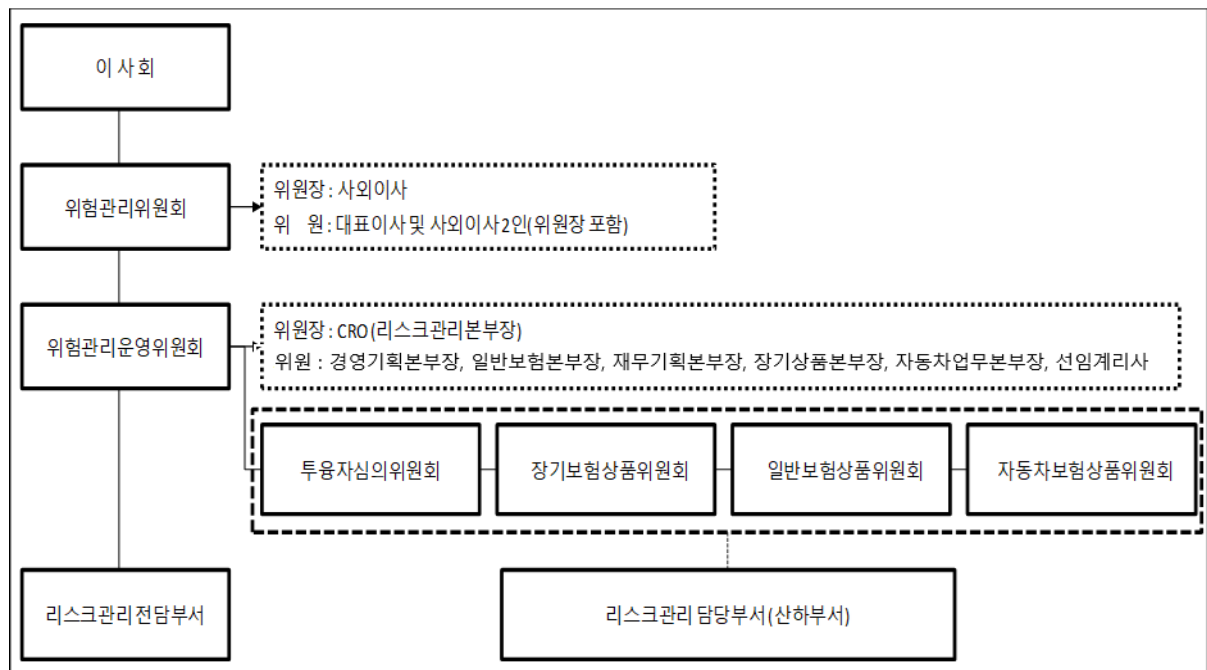 이 사 회
위험관리위원회
위원장 : 사외이사
위 원 : 대표이사 및 사외이사 2인(위원장 포함)
위험관리운영위원회
위원장 : CRO (리스크관리본부장)
위원 : 경영기획본부장, 일반보험본부장, 재무기획본부장, 장기상품본부장, 자동차업무본부장, 선임계리사
투융자심의위원회
장기보험상품위원회
일반보험상품위원회
자동차보험상품위원회
리스크관리 전담부서
리스크관리 담당부서 (산하부서)